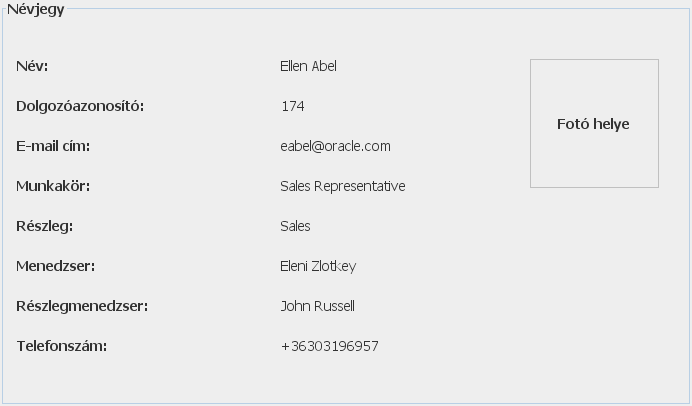 Névjegy
Név: Ellen Abel
Dolgozóazonosító: 174
Fotó helye
E-mail cím: eabel@oracle.com
Munkakör: Sales Representative
Részleg: Sales
Menedzser: Eleni Zlotkey
Részlegmenedzser: John Russell
Telefonszám: +36303196957